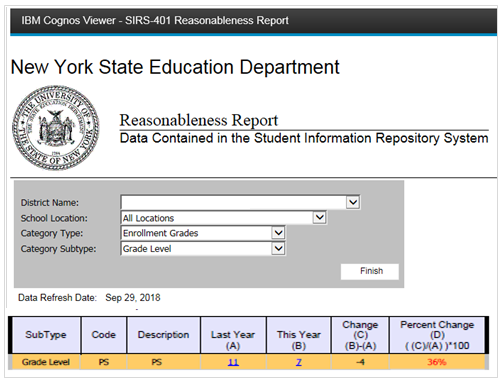 IBM Cognos Viewer - SIRS-401 Reasonableness Report
New York State Education Department
THE UNIVERSITY OF
THE STATE OF NEW YORK
Reasonableness Report
Data Contained in the Student Information Repository System
District Name:
School Location: All Locations
Category Type: Enrollment Grades
Category Subtype: Grade Level
Finish
Data Refresh Date: Sep 29, 2018
SubType Code Description Last Year (A) This Year (B) Change (C) (B)-(A) Percent Change (D) ( (C)/(A) )*100
Grade Level PS PS 11 7 -4 36%